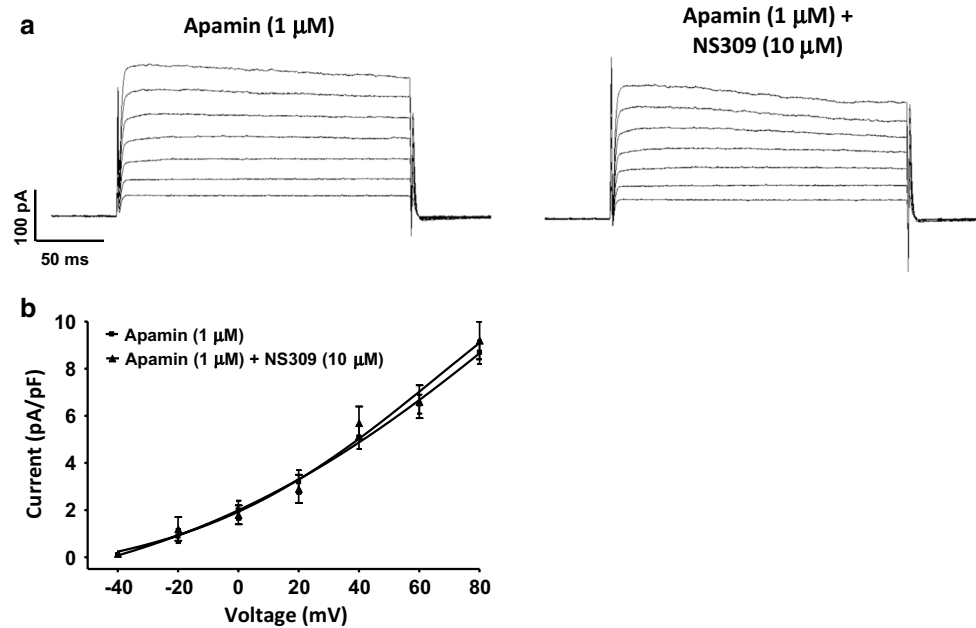 a
Apamin (1 μM)
Apamin (1 μM) +
NS309 (10 μM)
100 pA
50 ms
b
Apamin (1 μM)
Apamin (1 μM) + NS309 (10 μM)
Current (pA/pF)
10
8
6
4
2
0
-40 -20 0 20 40 60 80
Voltage (mV)